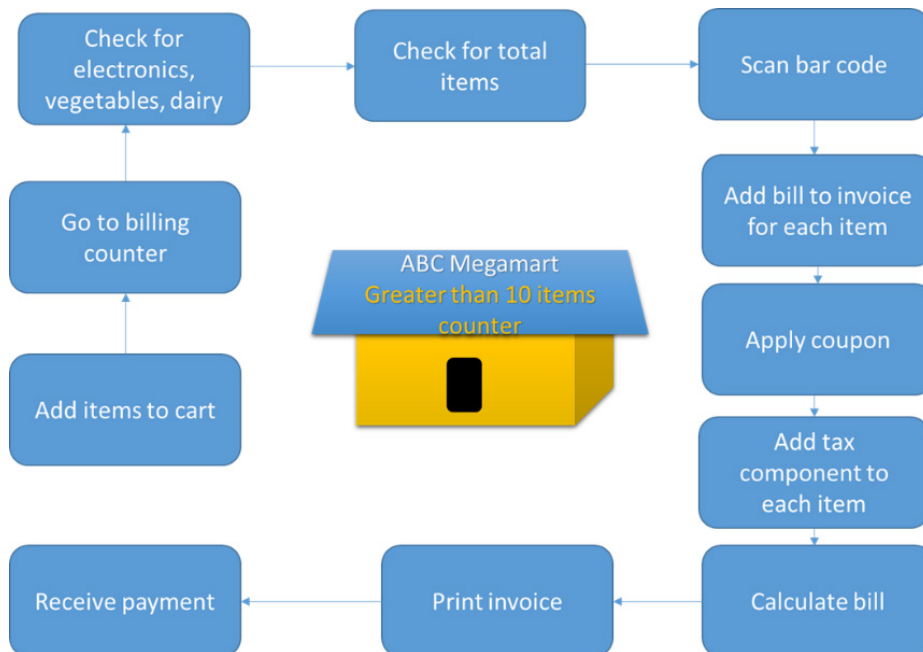 Check for
electronics,
vegetables, dairy
Check for total
items
Scan bar code
Go to billing
counter
Add bill to invoice
for each item
ABC Megamart
Greater than 10 items
counter
Apply coupon
Add items to cart
Add tax
component to
each item
Receive payment
Print invoice
Calculate bill